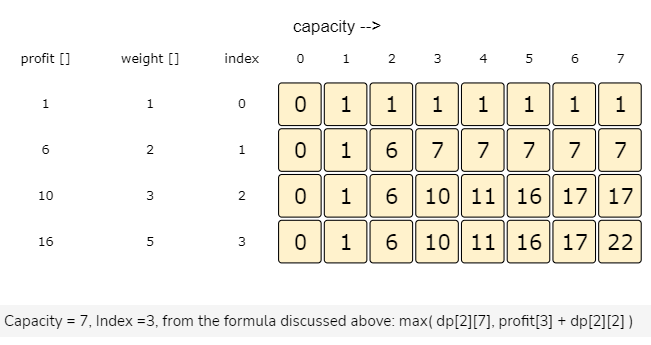 capacity -->
profit [] weight [] index 0 1 2 3 4 5 6 7
1 1 0 0 1 1 1 1 1 1 1
6 2 1 0 1 6 7 7 7 7 7
10 3 2 0 1 6 10 11 16 17 17
16 5 3 0 1 6 10 11 16 17 22
Capacity = 7, Index =3, from the formula discussed above: max( dp[2][7], profit[3] + dp[2][2] )